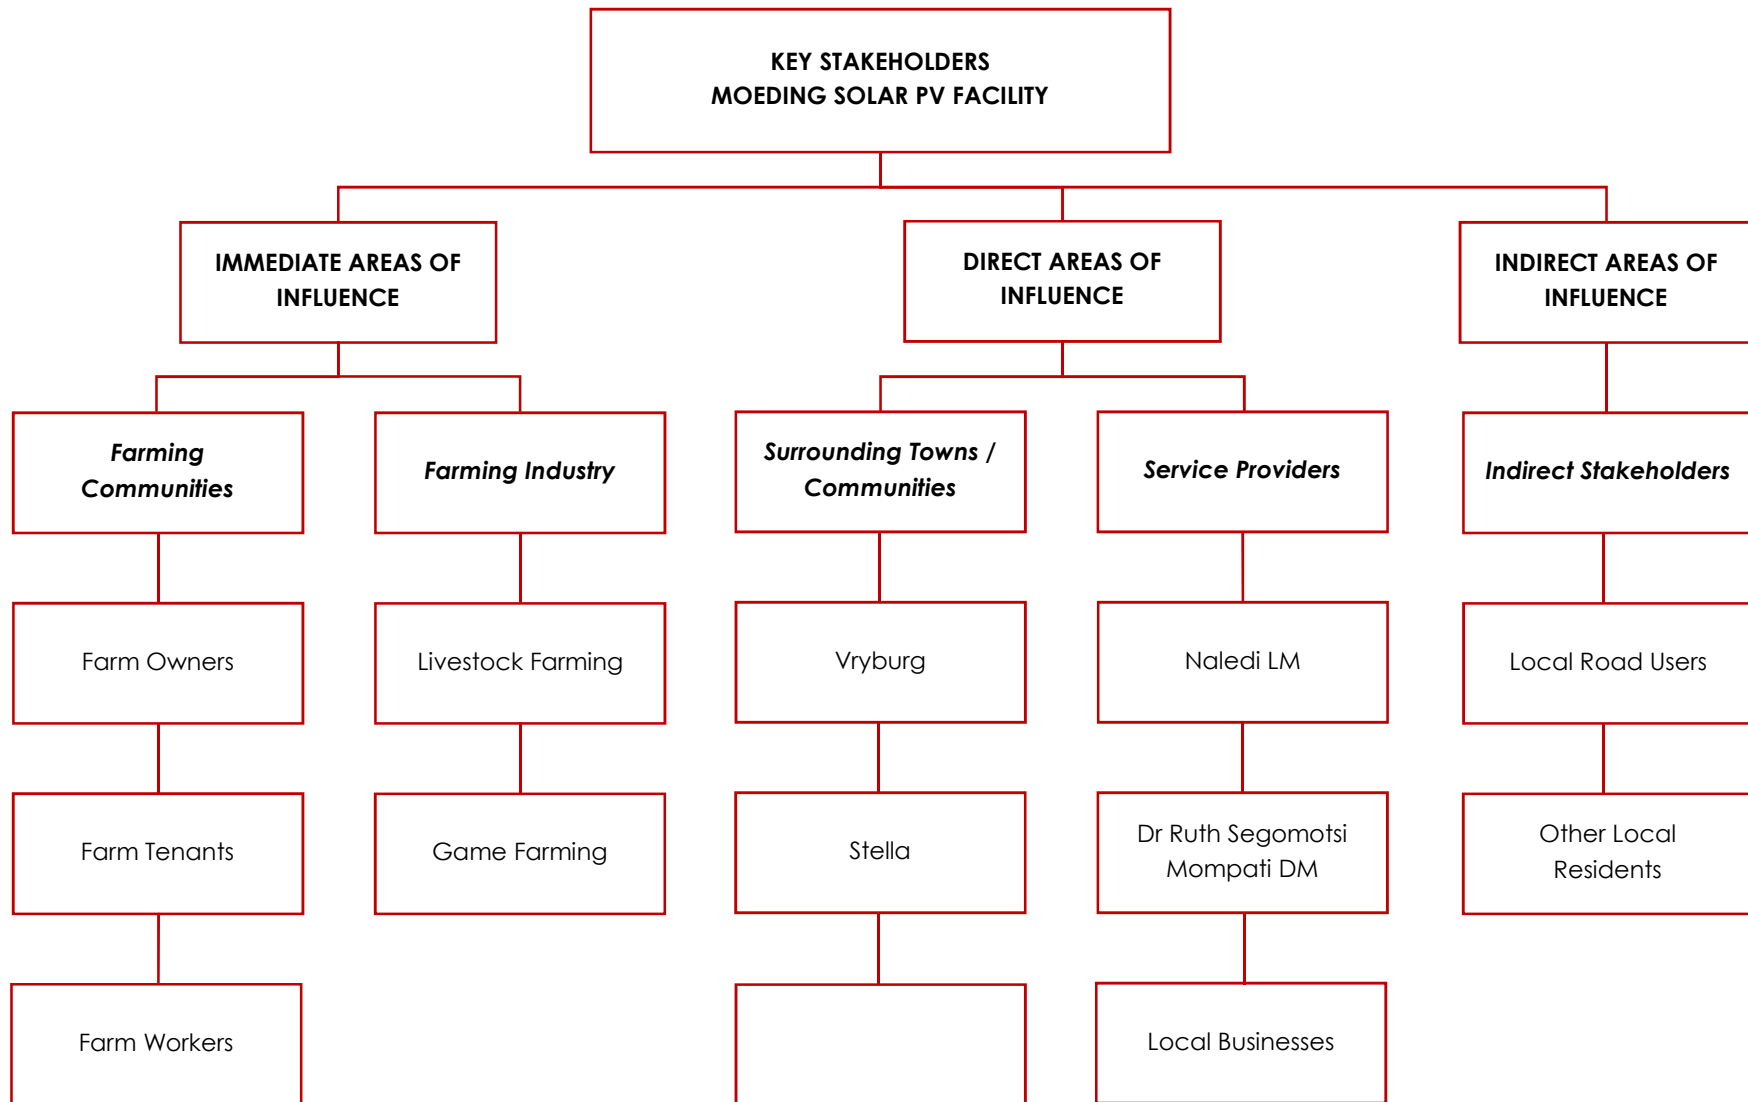 KEY STAKEHOLDERS
MOEDING SOLAR PV FACILITY
IMMEDIATE AREAS OF
INFLUENCE
DIRECT AREAS OF
INFLUENCE
INDIRECT AREAS OF
INFLUENCE
Farming
Communities
Farming Industry
Surrounding Towns /
Communities
Service Providers
Indirect Stakeholders
Farm Owners
Livestock Farming
Vryburg
Naledi LM
Local Road Users
Farm Tenants
Game Farming
Stella
Dr Ruth Segomotsi
Mompati DM
Other Local
Residents
Farm Workers
Local Businesses